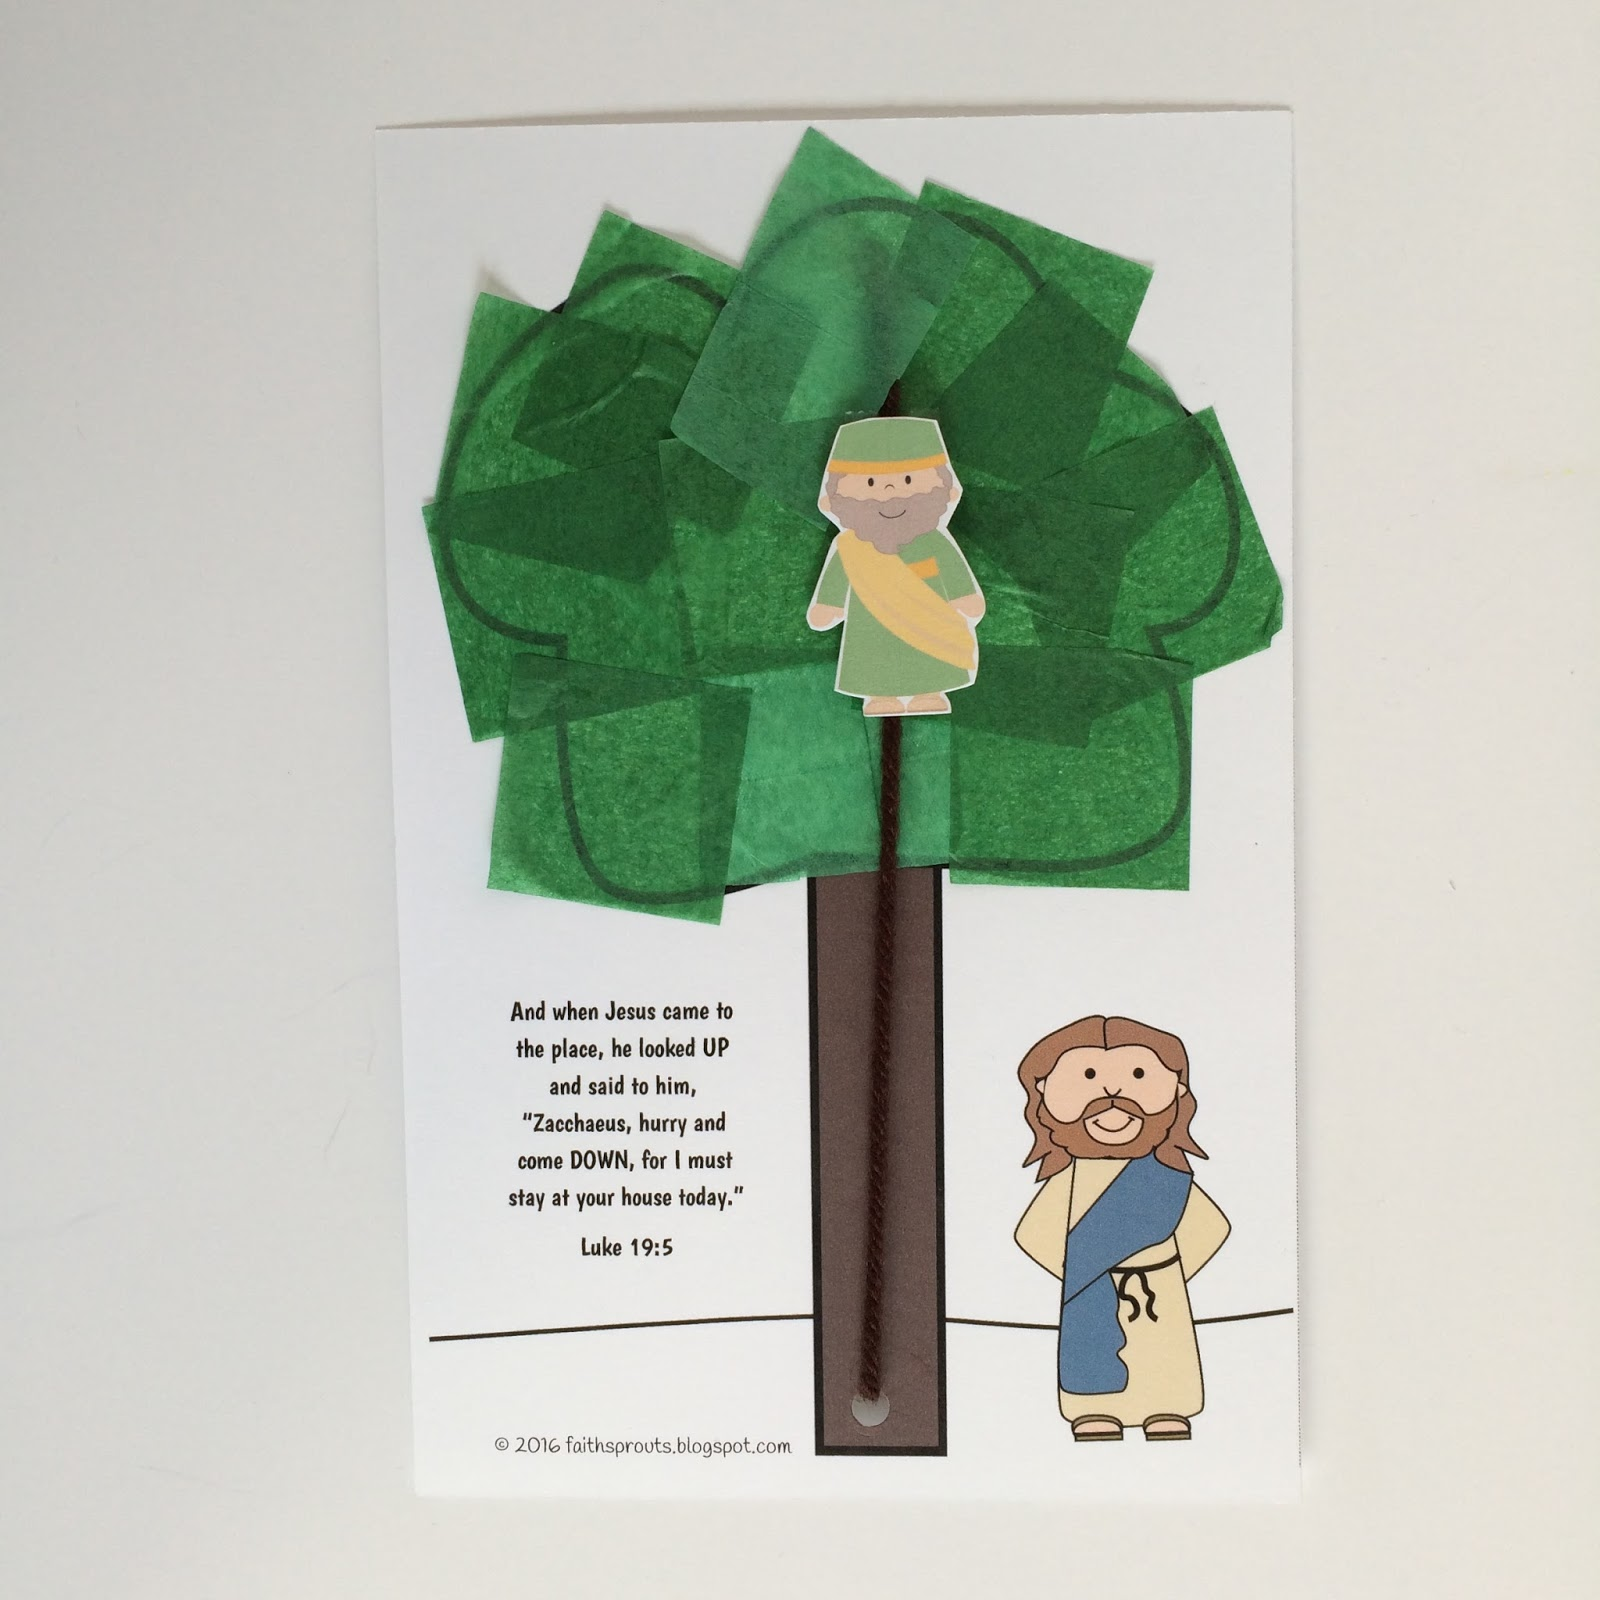 And when Jesus came to
the place, he looked UP
and said to him,
“Zacchaeus, hurry and
come DOWN, for I must
stay at your house today.”
Luke 19:5
© 2016 faithsprouts.blogspot.com